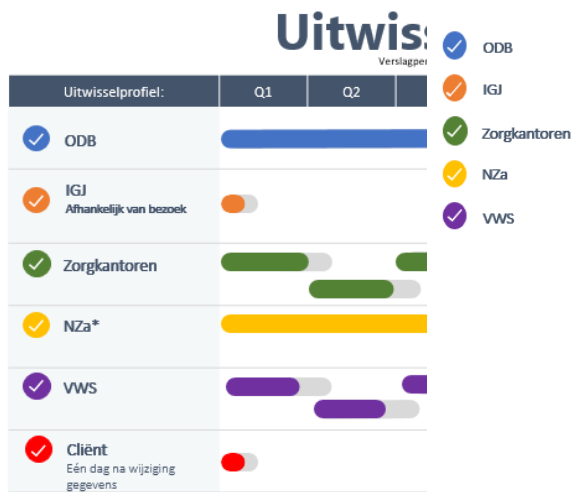 Uitwis
Verslagper
Uitwisselprofiel: Q1 Q2
ODB
IGJ
Afhankelijk van bezoek
Zorgkantoren
NZa*
VWS
Cliënt
Eén dag na wijziging
gegevens
ODB
IGJ
Zorgkantoren
NZa
VWS